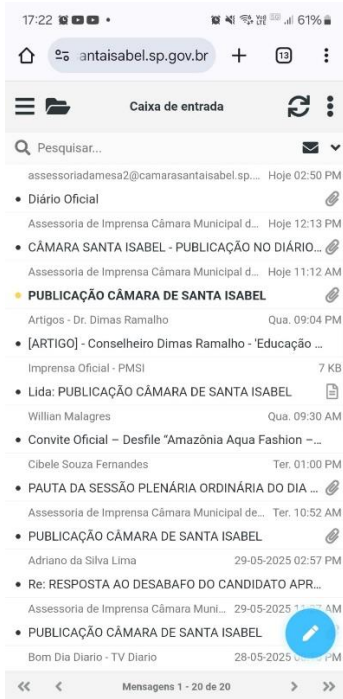 17:22
61%
antaisabel.sp.gov.br
13
Caixa de entrada
Pesquisar...
assessoriadamesa2@camarasantaisabel.sp.... Hoje 02:50 PM
• Diário Oficial
Assessoria de Imprensa Câmara Municipal d... Hoje 12:13 PM
• CÂMARA SANTA ISABEL - PUBLICAÇÃO NO DIÁRIO...
Assessoria de Imprensa Câmara Municipal d... Hoje 11:12 AM
• PUBLICAÇÃO CÂMARA DE SANTA ISABEL
Artigos - Dr. Dimas Ramalho Qua. 09:04 PM
• [ARTIGO] - Conselheiro Dimas Ramalho - 'Educação ...
Imprensa Oficial - PMSI 7 KB
• Lida: PUBLICAÇÃO CÂMARA DE SANTA ISABEL
Willian Malagres Qua. 09:30 AM
• Convite Oficial – Desfile “Amazônia Aqua Fashion –...
Cibele Souza Fernandes Ter. 01:00 PM
• PAUTA DA SESSÃO PLENÁRIA ORDINÁRIA DO DIA ...
Assessoria de Imprensa Câmara Municipal de... Ter. 10:52 AM
• PUBLICAÇÃO CÂMARA DE SANTA ISABEL
Adriano da Silva Lima 29-05-2025 02:57 PM
• Re: RESPOSTA AO DESABAFO DO CANDIDATO APR...
Assessoria de Imprensa Câmara Muni... 29-05-2025 AM
• PUBLICAÇÃO CÂMARA DE SANTA ISABEL
Bom Dia Diario - TV Diario 28-05-2025 PM
Mensagens 1 - 20 de 20